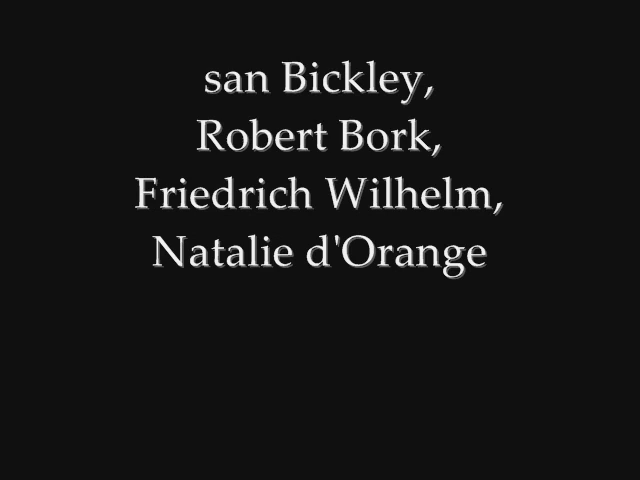 san Bickley,
Robert Bork,
Friedrich Wilhelm,
Natalie d'Orange